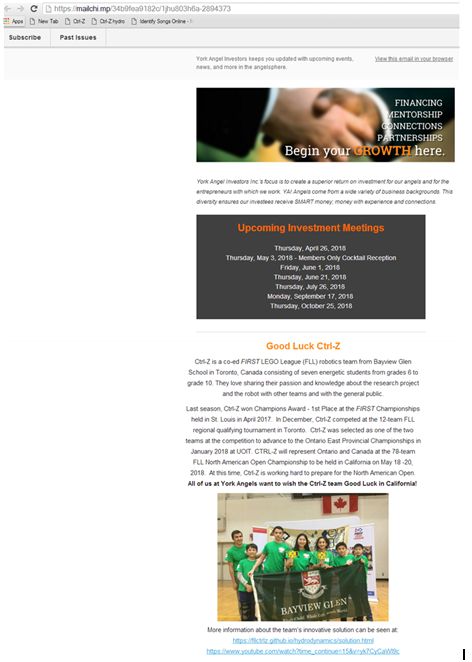 https://mailchi.mp/34b9fea9182c/1jhu803h6a-2894373
Apps New Tab Ctrl-Z Ctrl-Z hydro Identify Songs Online - 
Subscribe Past Issues
York Angel Investors keeps you updated with upcoming events, View this email in your browser
news, and more in the angelsphere.
FINANCING
MENTORSHIP
CONNECTIONS
PARTNERSHIPS
Begin your GROWTH here.
York Angel Investors Inc.'s focus is to create a superior return on investment for our angels and for the
entrepreneurs with which we work. YAI Angels come from a wide variety of business backgrounds. This
diversity ensures our investees receive SMART money; money with experience and connections.
Upcoming Investment Meetings
Thursday, April 26, 2018
Thursday, May 3, 2018 - Members Only Cocktail Reception
Friday, June 1, 2018
Thursday, June 21, 2018
Thursday, July 26, 2018
Monday, September 17, 2018
Thursday, October 25, 2018
Good Luck Ctrl-Z
Ctrl-Z is a co-ed FIRST LEGO League (FLL) robotics team from Bayview Glen
School in Toronto, Canada consisting of seven energetic students from grades 6 to
grade 10. They love sharing their passion and knowledge about the research project
and the robot with other teams and with the general public.
Last season, Ctrl-Z won Champions Award - 1st Place at the FIRST Championships
held in St. Louis in April 2017. In December, Ctrl-Z competed at the 12-team FLL
regional qualifying tournament in Toronto. Ctrl-Z was selected as one of the two
teams at the competition to advance to the Ontario East Provincial Championships in
January 2018 at UOIT. CTRL-Z will represent Ontario and Canada at the 78-team
FLL North American Open Championship to be held in California on May 18 -20,
2018. At this time, Ctrl-Z is working hard to prepare for the North American Open.
All of us at York Angels want to wish the Ctrl-Z team Good Luck in California!
BAYVIEW GLEN
More information about the team's innovative solution can be seen at:
https://fllctrlz.github.io/hydrodynamics/solution.html
https://www.youtube.com/watch?time_continue=15&v=yk7CyCaWf9c